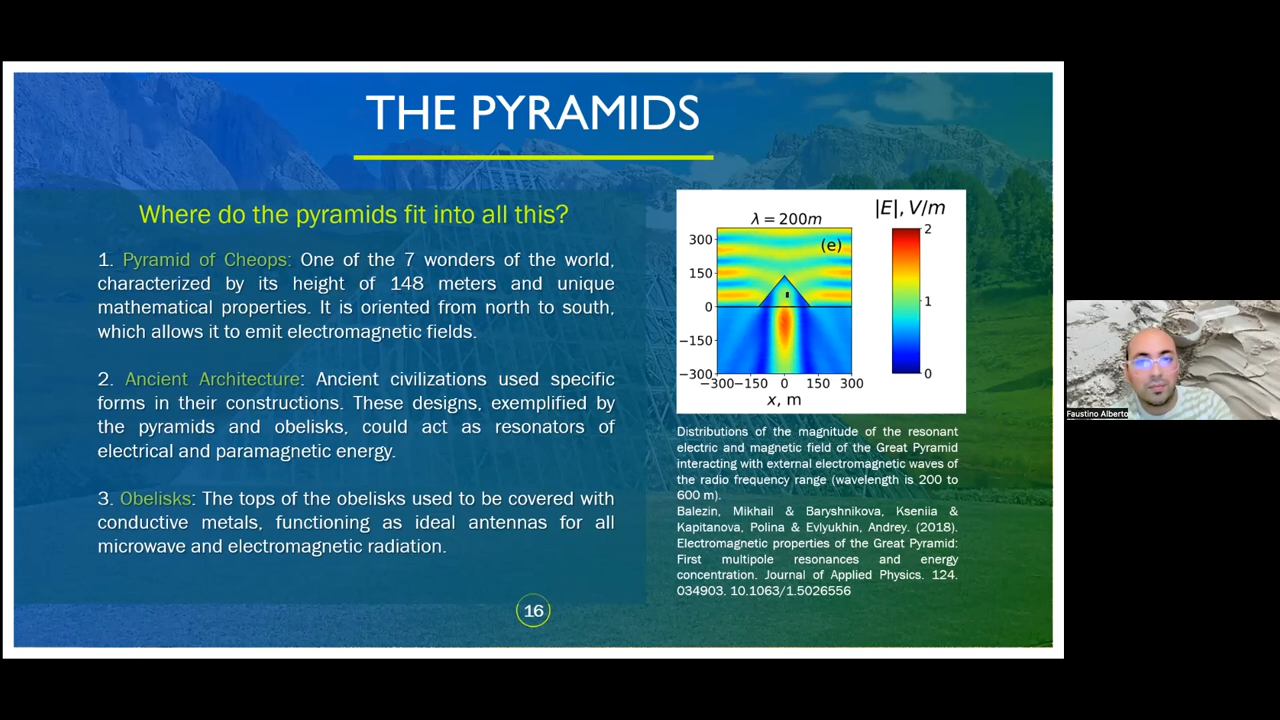 THE PYRAMIDS
Where do the pyramids fit into all this?
1. Pyramid of Cheops: One of the 7 wonders of the world,
characterized by its height of 148 meters and unique
mathematical properties. It is oriented from north to south,
which allows it to emit electromagnetic fields.
2. Ancient Architecture: Ancient civilizations used specific
forms in their constructions. These designs, exemplified by
the pyramids and obelisks, could act as resonators of
electrical and paramagnetic energy.
3. Obelisks: The tops of the obelisks used to be covered with
conductive metals, functioning as ideal antennas for all
microwave and electromagnetic radiation.
16
λ = 200m
|E|, V/m
(e)
300
150
0
−150
−300
−300 −150 0 150 300
x, m
2
1
0
Distributions of the magnitude of the resonant
electric and magnetic field of the Great Pyramid
interacting with external electromagnetic waves of
the radio frequency range (wavelength is 200 to
600 m).
Balezin, Mikhail & Baryshnikova, Kseniia &
Kapitanova, Polina & Evlyukhin, Andrey. (2018).
Electromagnetic properties of the Great Pyramid:
First multipole resonances and energy
concentration. Journal of Applied Physics. 124.
034903. 10.1063/1.5026556
Faustino Alberto